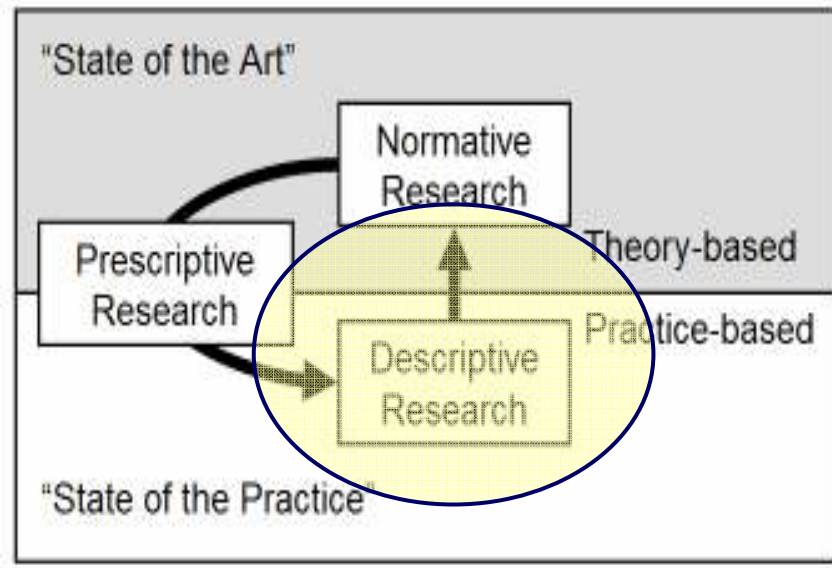 “State of the Art”
Normative
Research
Theory-based
Prescriptive
Research
Practice-based
Descriptive
Research
“State of the Practice”